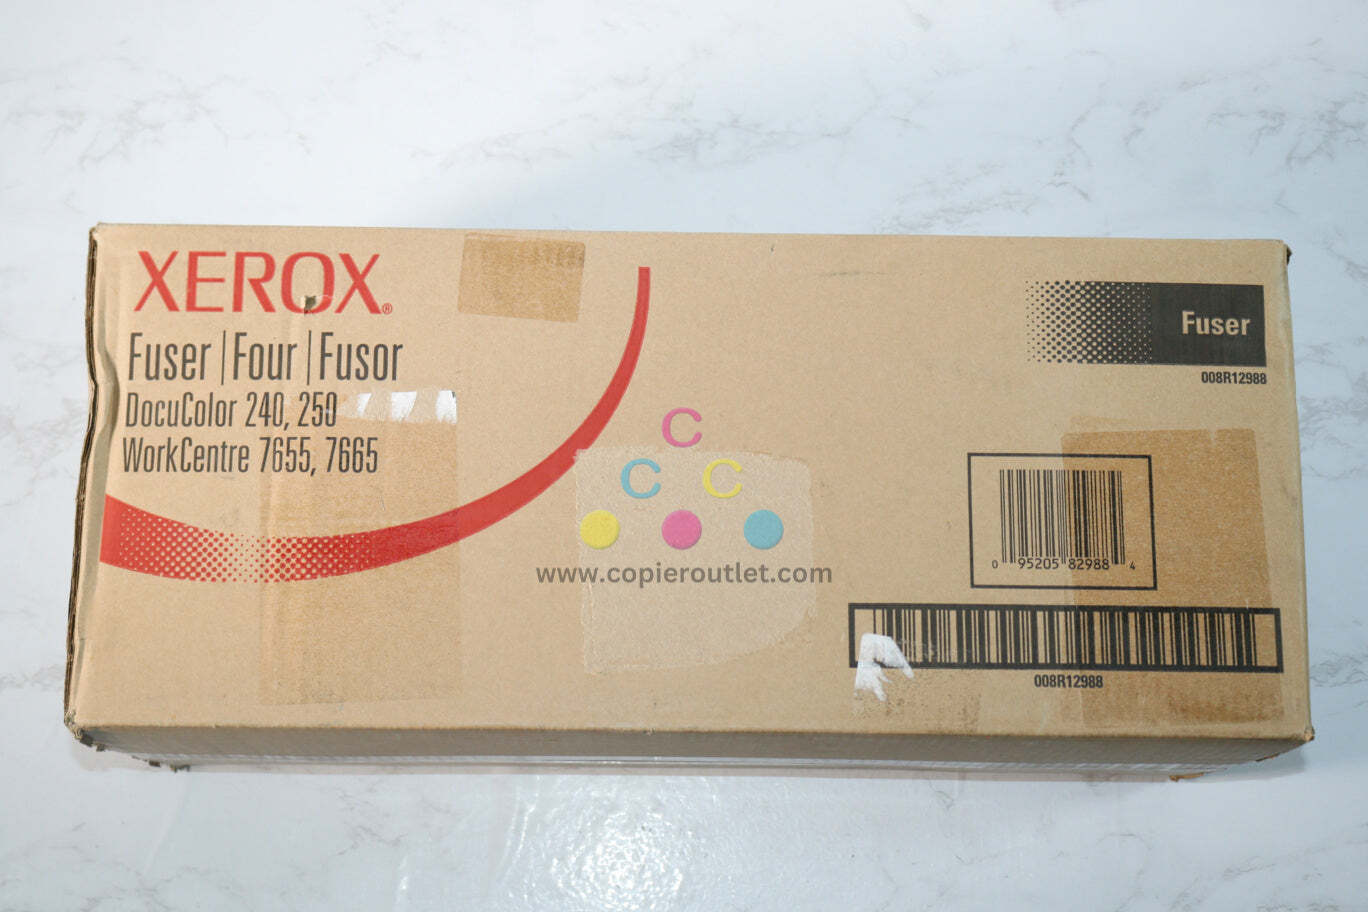 XEROX®
Fuser | Four | Fusor
DocuColor 240, 250
WorkCentre 7655, 7665
Fuser
008R12988
C
C C
www.copieroutlet.com
0 95205 82988 4
008R12988